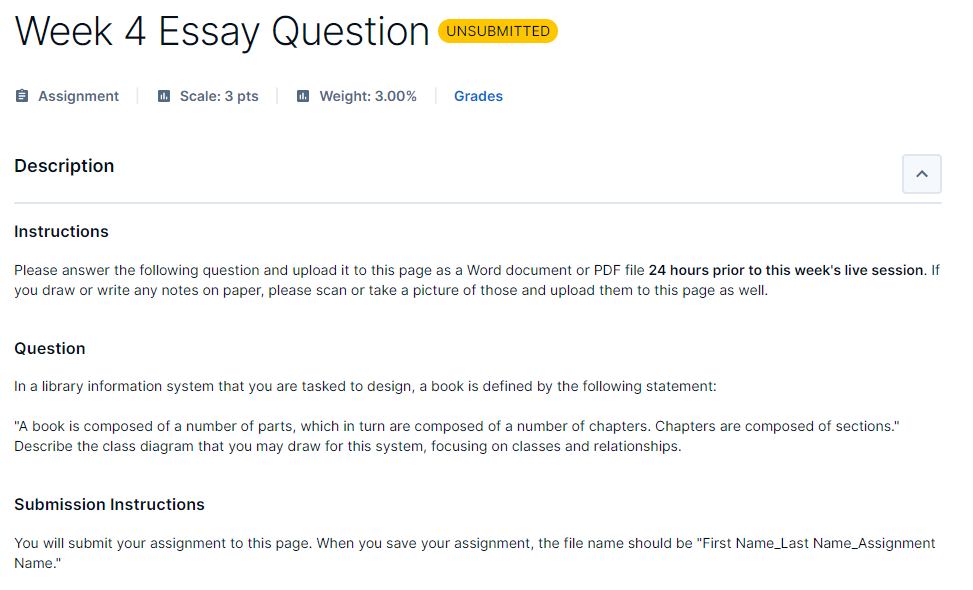 Week 4 Essay Question UNSUBMITTED
Assignment Scale: 3 pts Weight: 3.00% Grades
Description
Instructions
Please answer the following question and upload it to this page as a Word document or PDF file 24 hours prior to this week's live session. If
you draw or write any notes on paper, please scan or take a picture of those and upload them to this page as well.
Question
In a library information system that you are tasked to design, a book is defined by the following statement:
"A book is composed of a number of parts, which in turn are composed of a number of chapters. Chapters are composed of sections."
Describe the class diagram that you may draw for this system, focusing on classes and relationships.
Submission Instructions
You will submit your assignment to this page. When you save your assignment, the file name should be "First Name_Last Name_Assignment
Name."